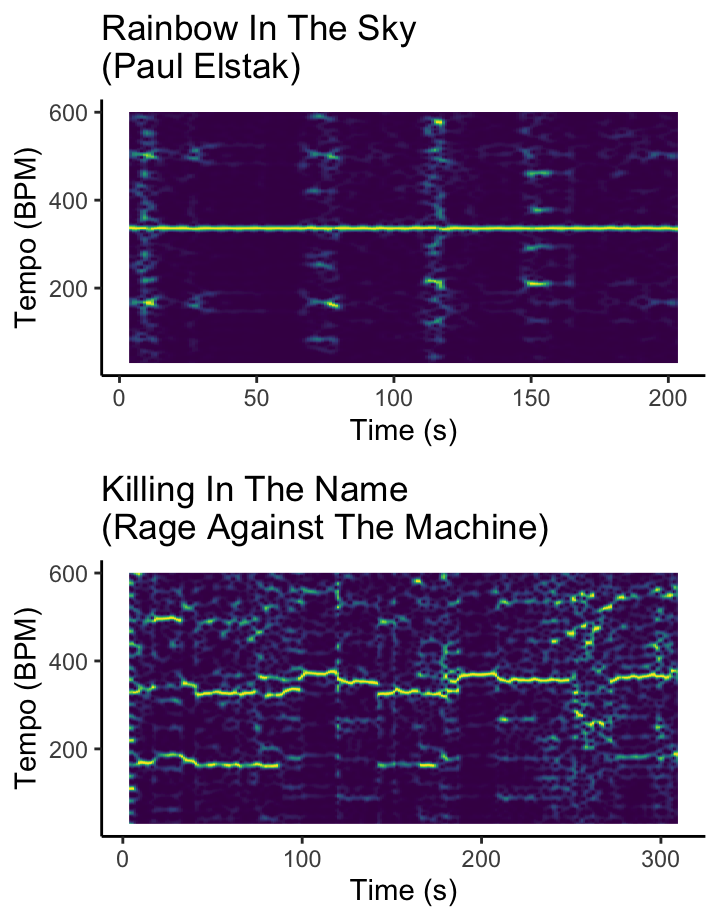 Rainbow In The Sky
(Paul Elstak)
600
400
200
Tempo (BPM)
0 50 100 150 200
Time (s)
Killing In The Name
(Rage Against The Machine)
600
400
200
Tempo (BPM)
0 100 200 300
Time (s)